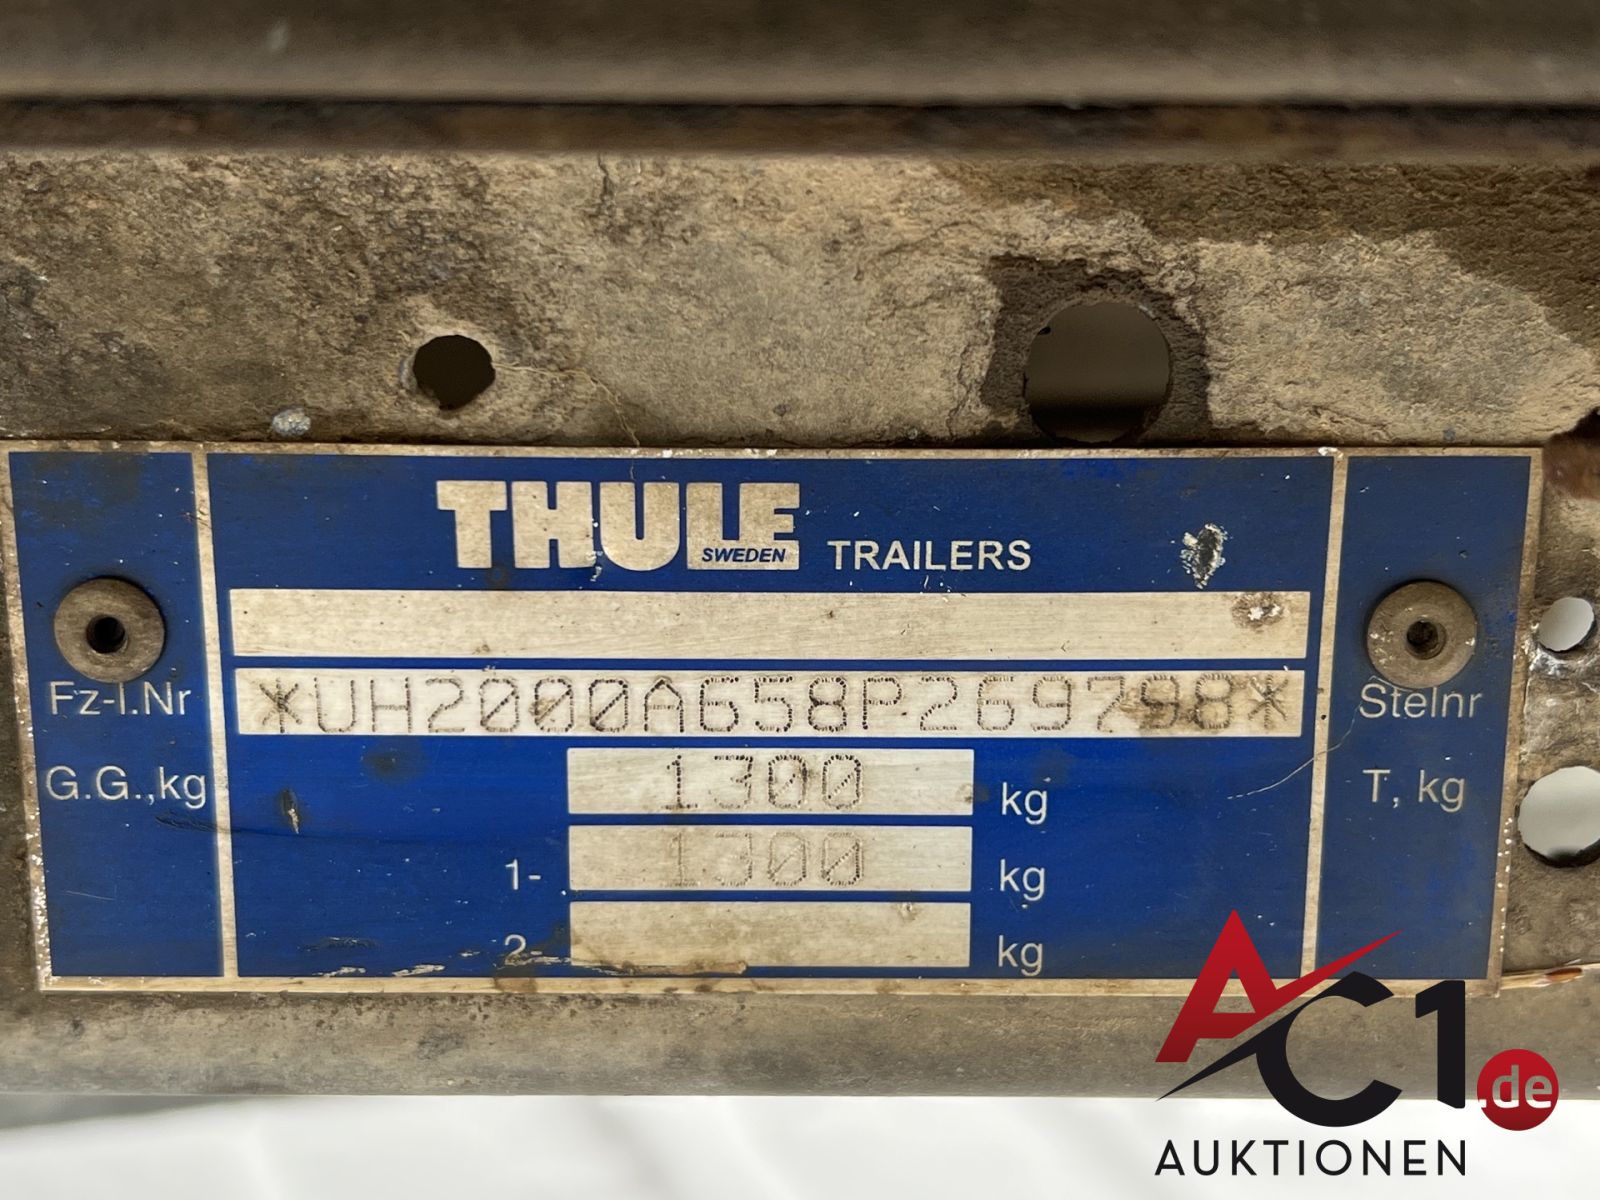 THULE
SWEDEN TRAILERS
Fz-I.Nr *UH2000A658P269798* Stelnr
G.G.,kg 1300 kg T, kg
1- 1300 kg
2- kg
AC1.de
AUKTIONEN